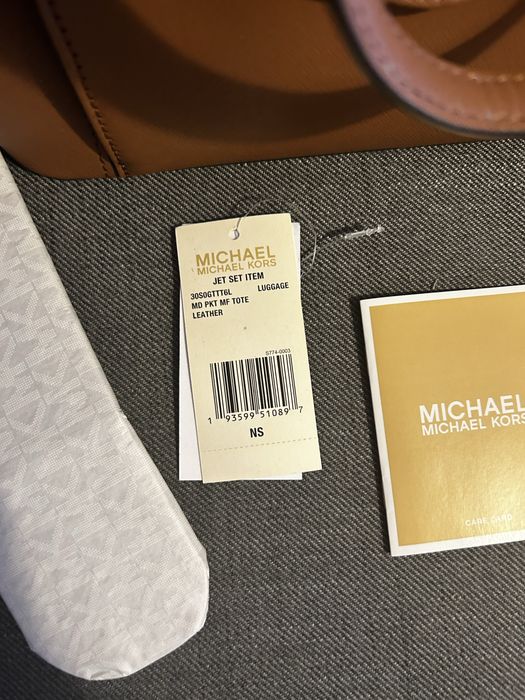 MICHAEL
MICHAEL KORS
JET SET ITEM
30S0GTTT6L LUGGAGE
MD PKT MF TOTE
LEATHER
S774-0003
1 93599 51089 7
NS
MICHAEL
MICHAEL KORS
CARE CARD